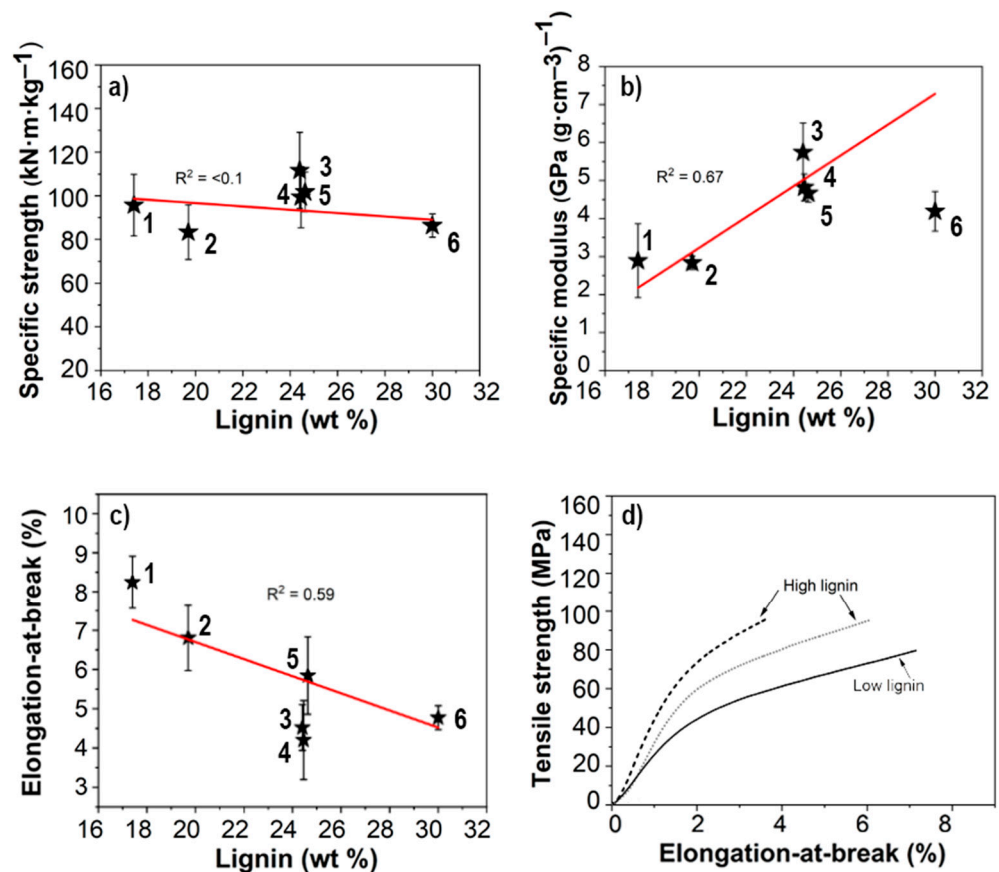 a)
Specific strength (kN·m·kg⁻¹)
160
140
120
100
80
60
40
20
R² = <0.1
1
2
3
4
5
6
16 18 20 22 24 26 28 30 32
Lignin (wt %)
b)
Specific modulus (GPa (g·cm⁻³)⁻¹)
8
7
6
5
4
3
2
1
0
R² = 0.67
1
2
3
4
5
6
16 18 20 22 24 26 28 30 32
Lignin (wt %)
c)
Elongation-at-break (%)
10
9
8
7
6
5
4
3
R² = 0.59
1
2
5
3
4
6
16 18 20 22 24 26 28 30 32
Lignin (wt %)
d)
Tensile strength (MPa)
160
140
120
100
80
60
40
20
0
High lignin
Low lignin
0 2 4 6 8
Elongation-at-break (%)